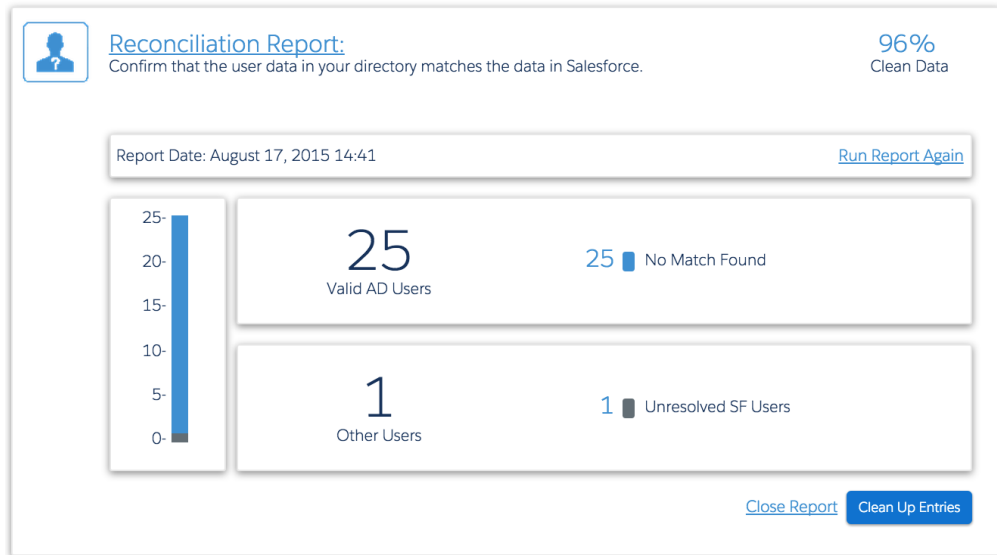 Reconciliation Report:
Confirm that the user data in your directory matches the data in Salesforce.
96%
Clean Data
Report Date: August 17, 2015 14:41
Run Report Again
25-
20-
15-
10-
5-
0-
25
Valid AD Users
25 No Match Found
1
Other Users
1 Unresolved SF Users
Close Report
Clean Up Entries
?